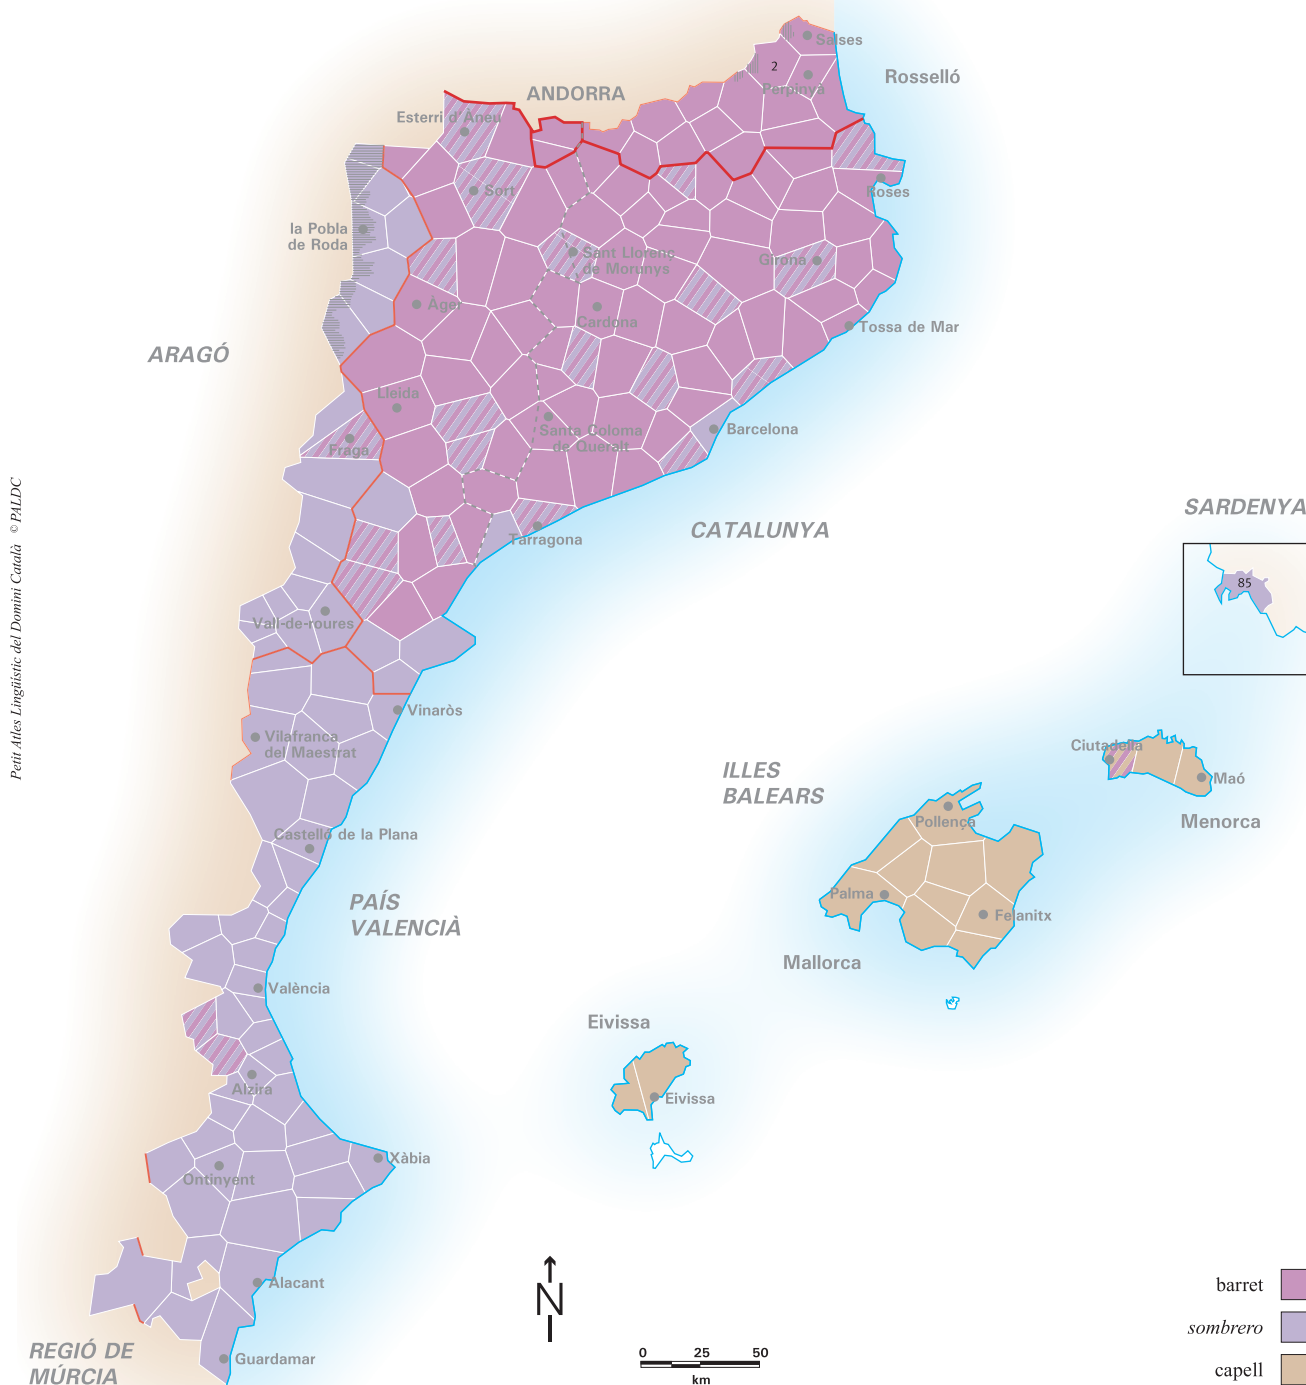 Salses
2
Rosselló
Perpinyà
ANDORRA
Esterri d'Àneu
Sort
Roses
la Pobla
de Roda
Sant Llorenç
de Morunys
Girona
Àger
Cardona
Tossa de Mar
ARAGÓ
Lleida
Santa Coloma
de Queralt
Barcelona
Fraga
Petit Atles Lingüístic del Domini Català © PALDC
SARDENYA
CATALUNYA
Tarragona
85
Vall-de-roures
Vinaròs
Vilafranca
del Maestrat
Ciutadella
ILLES
BALEARS
Maó
Menorca
Pollença
Castelló de la Plana
PAÍS
VALENCIÀ
Palma
Felanitx
Mallorca
València
Eivissa
Alzira
Eivissa
Xàbia
Ontinyent
Alacant
N
barret
sombrero
REGIÓ DE
MÚRCIA
Guardamar
0 25 50
km
capell